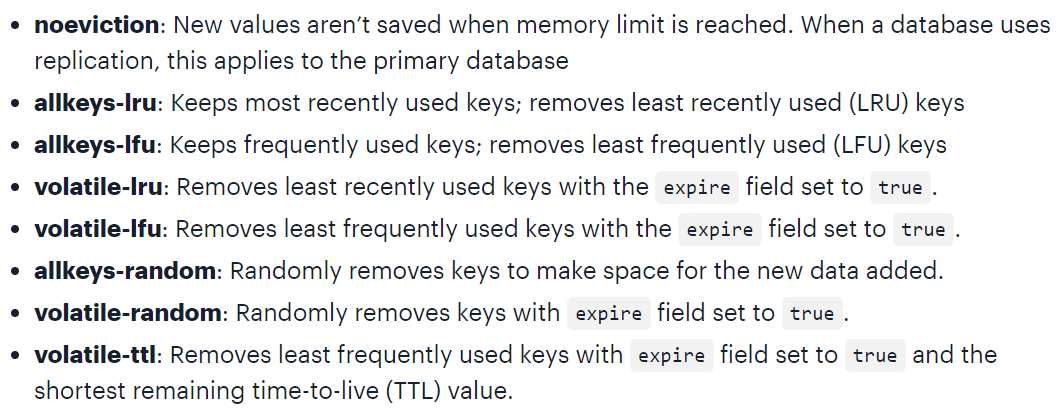 noeviction: New values aren’t saved when memory limit is reached. When a database uses
replication, this applies to the primary database
allkeys-lru: Keeps most recently used keys; removes least recently used (LRU) keys
allkeys-lfu: Keeps frequently used keys; removes least frequently used (LFU) keys
volatile-lru: Removes least recently used keys with the expire field set to true.
volatile-lfu: Removes least frequently used keys with the expire field set to true.
allkeys-random: Randomly removes keys to make space for the new data added.
volatile-random: Randomly removes keys with expire field set to true.
volatile-ttl: Removes least frequently used keys with expire field set to true and the
shortest remaining time-to-live (TTL) value.